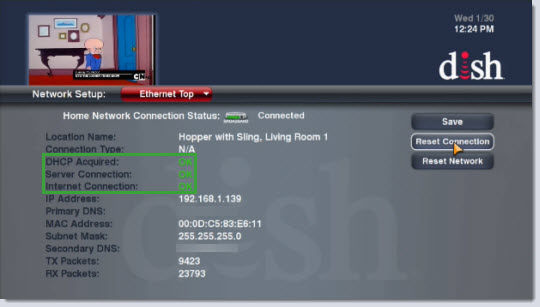 Wed 1/30
12:24 PM
dish
Network Setup: Ethernet Top
Home Network Connection Status: Connected
Location Name: Hopper with Sling, Living Room 1
Connection Type: N/A
DHCP Acqured: OK
Server Connection: OK
Internet Connection: OK
IP Address: 192.168.1.139
Primary DNS:
MAC Address: 00:0D:C5:83:E6:11
Subnet Mask: 255.255.255.0
Secondary DNS:
TX Packets: 9423
RX Packets: 23793
Save
Reset Connection
Reset Network
dish